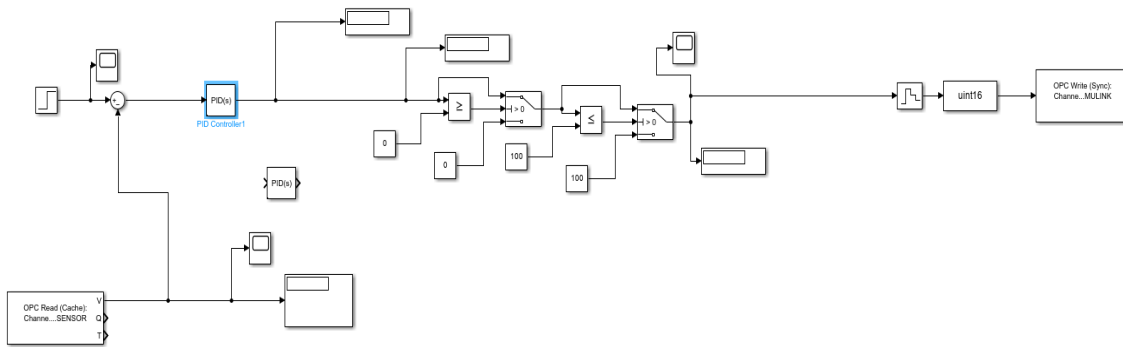 PID(s)
PID Controller1
≥
> 0
≤
> 0
0
0
100
100
uint16
OPC Write (Sync):
Channe...MULINK
PID(s)
OPC Read (Cache):
Channe....SENSOR
V
Q
T